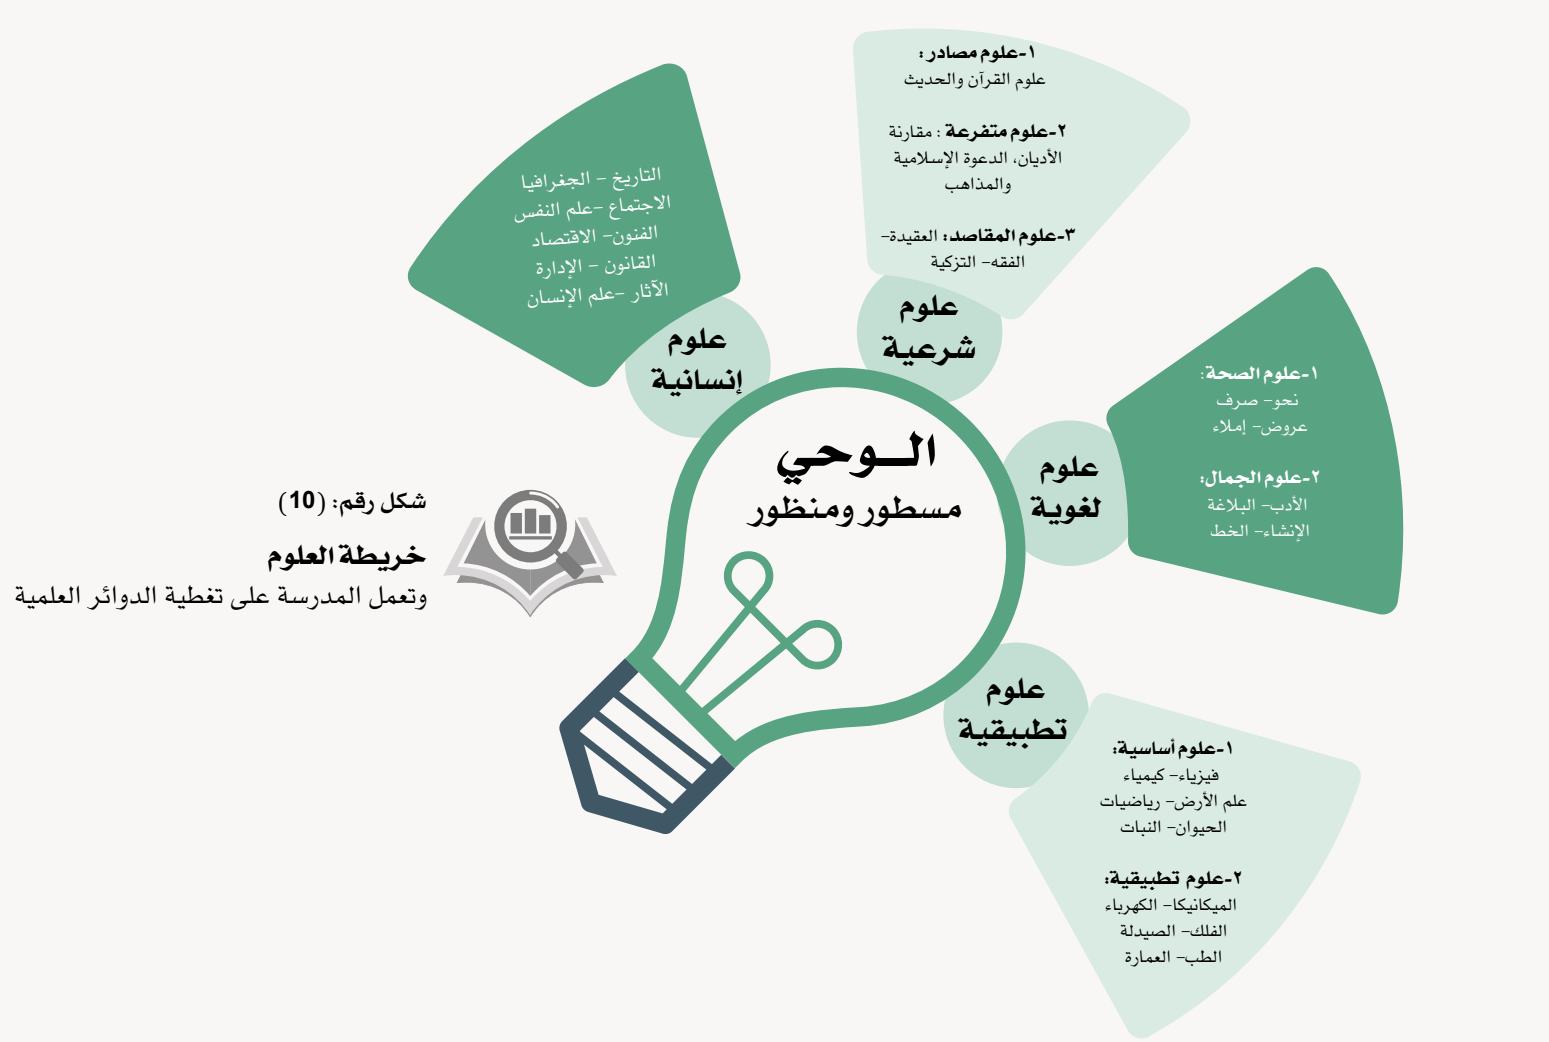 شكل رقم: (10)
خريطة العلوم
وتعمل المدرسة على تغطية الدوائر العلمية
الــوحي
مسطور ومنظور
علوم
إنسانية
التاريخ – الجغرافيا
الاجتماع –علم النفس
الفنون– الاقتصاد
القانون – الإدارة
الآثار –علم الإنسان
علوم
شرعية
١-علوم مصادر:
علوم القرآن والحديث
٢-علوم متفرعة : مقارنة
الأديان، الدعوة الإسلامية
والمذاهب
٣-علوم المقاصد: العقيدة–
الفقه– التزكية
علوم
لغوية
١-علوم الصحة:
نحو– صرف
عروض– إملاء
٢-علوم الجمال:
الأدب– البلاغة
الإنشاء– الخط
علوم
تطبيقية
١-علوم أساسية:
فيزياء– كيمياء
علم الأرض– رياضيات
الحيوان– النبات
٢-علوم تطبيقية:
الميكانيكا– الكهرباء
الفلك– الصيدلة
الطب– العمارة